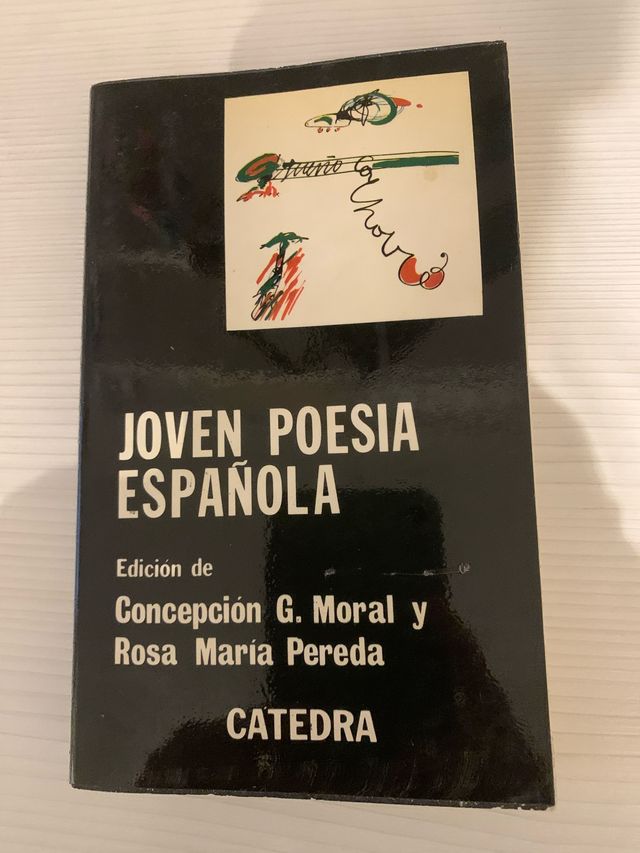 JOVEN POESIA
ESPAÑOLA
Edición de
Concepción G. Moral y
Rosa María Pereda
CATEDRA